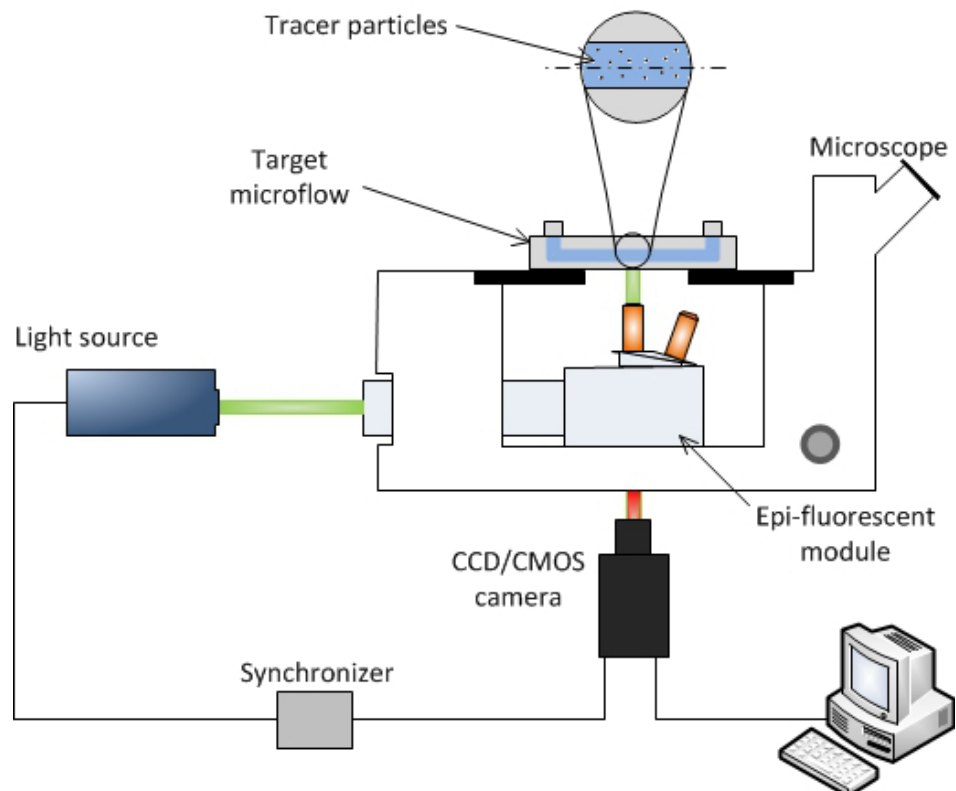 Tracer particles
Microscope
Target
microflow
Light source
Epi-fluorescent
module
CCD/CMOS
camera
Synchronizer